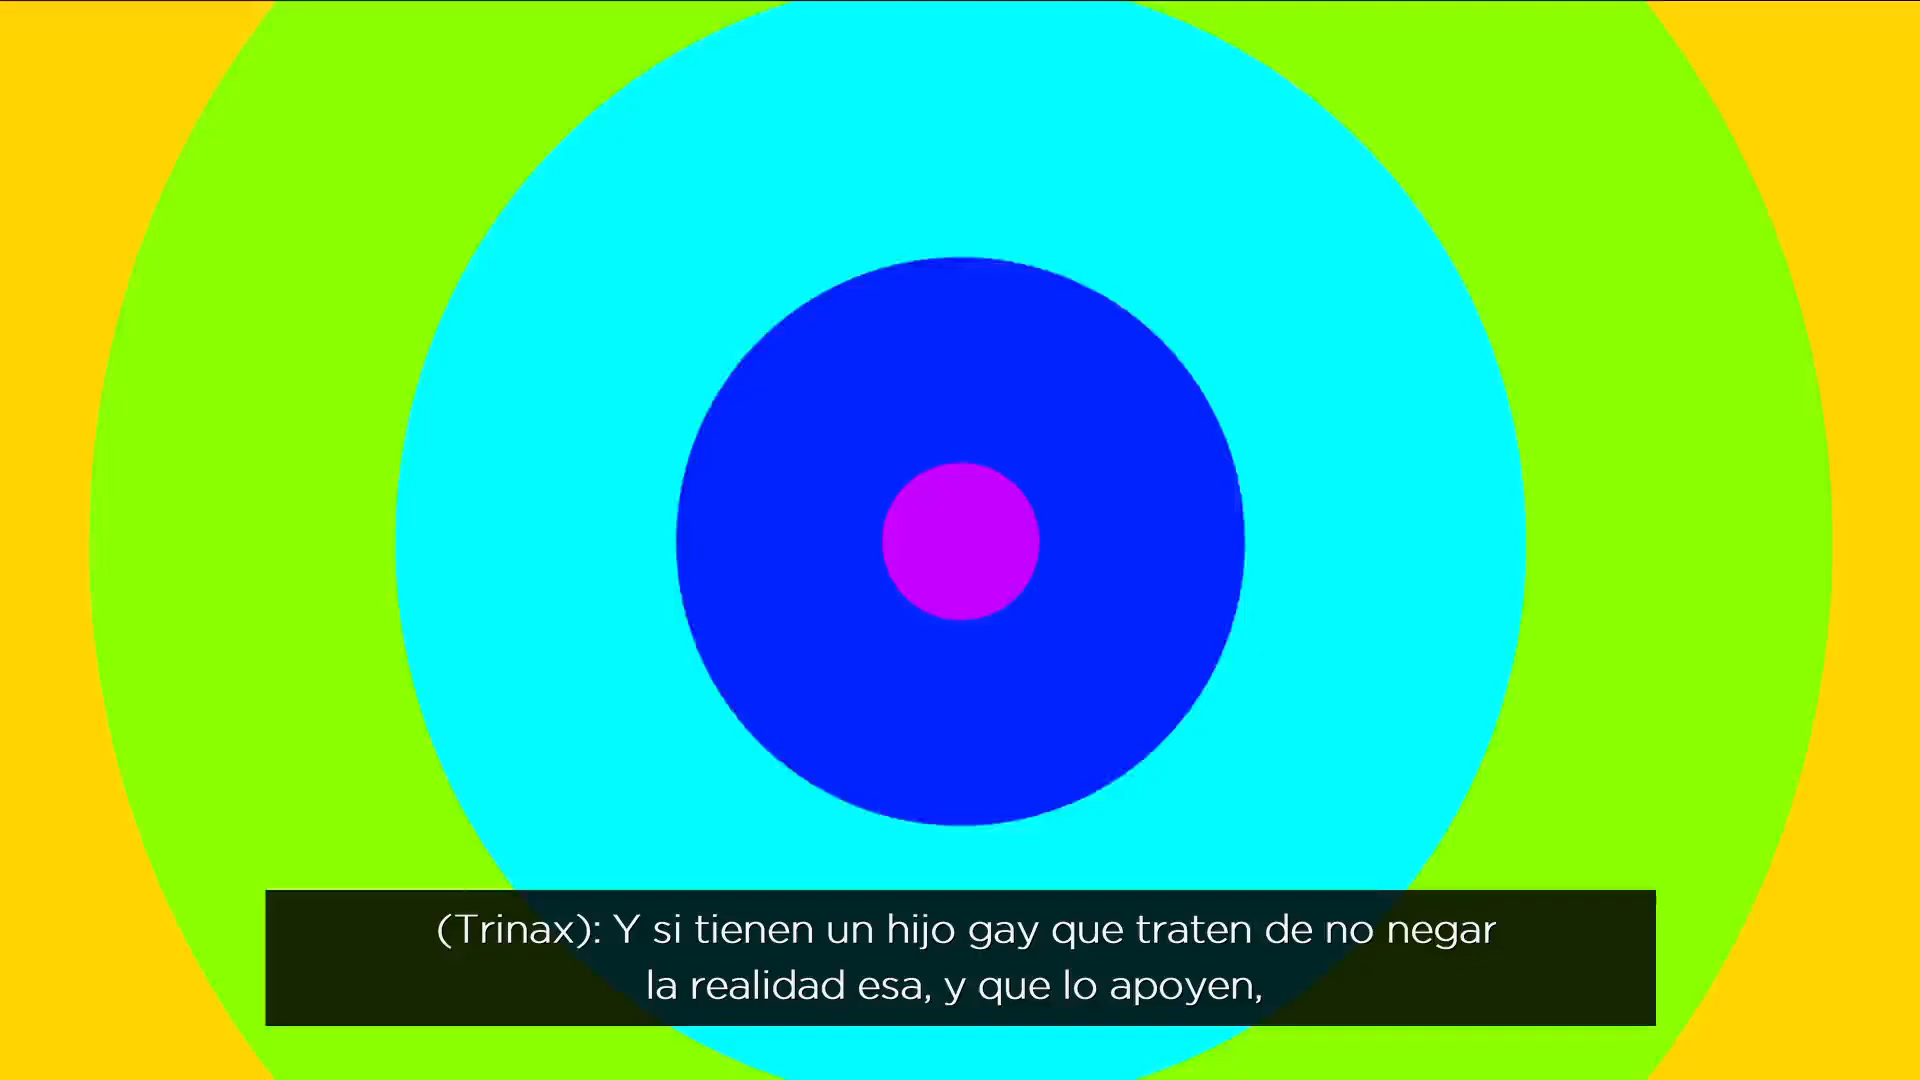 (Trinax): Y si tienen un hijo gay que traten de no negar
la realidad esa, y que lo apoyen,